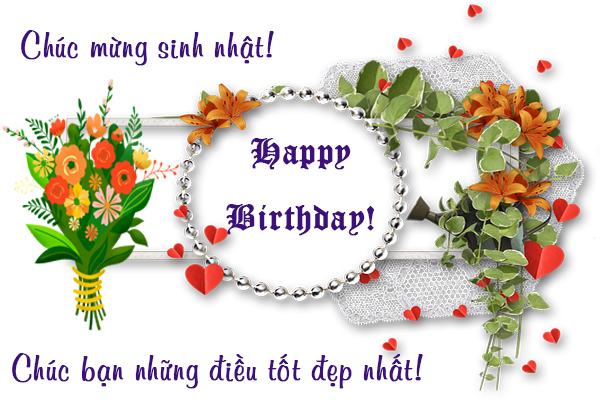 Chúc mừng sinh nhật!
Happy
Birthday!
Chúc bạn những điều tốt đẹp nhất!